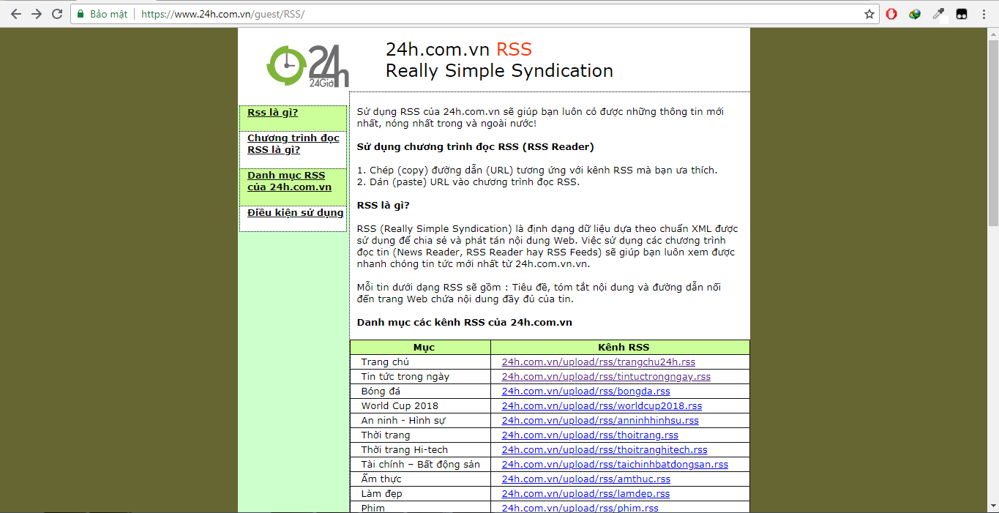 Bảo mật
https://www.24h.com.vn/guest/RSS/
24h
24Giờ
24h.com.vn RSS
Really Simple Syndication
Rss là gì?
Chương trình đọc
RSS là gì?
Danh mục RSS
của 24h.com.vn
Điều kiện sử dụng
Sử dụng RSS của 24h.com.vn sẽ giúp bạn luôn có được những thông tin mới
nhất, nóng nhất trong và ngoài nước!
Sử dụng chương trình đọc RSS (RSS Reader)
1. Chép (copy) đường dẫn (URL) tương ứng với kênh RSS mà bạn ưa thích.
2. Dán (paste) URL vào chương trình đọc RSS.
RSS là gì?
RSS (Really Simple Syndication) là định dạng dữ liệu dựa theo chuẩn XML được
sử dụng để chia sẻ và phát tán nội dung Web. Việc sử dụng các chương trình
đọc tin (News Reader, RSS Reader hay RSS Feeds) sẽ giúp bạn luôn xem được
nhanh chóng tin tức mới nhất từ 24h.com.vn.vn.
Mỗi tin dưới dạng RSS sẽ gồm : Tiêu đề, tóm tắt nội dung và đường dẫn nối
đến trang Web chứa nội dung đầy đủ của tin.
Danh mục các kênh RSS của 24h.com.vn
Mục Kênh RSS
Trang chủ 24h.com.vn/upload/rss/trangchu24h.rss
Tin tức trong ngày 24h.com.vn/upload/rss/tintuctrongngay.rss
Bóng đá 24h.com.vn/upload/rss/bongda.rss
World Cup 2018 24h.com.vn/upload/rss/worldcup2018.rss
An ninh - Hình sự 24h.com.vn/upload/rss/anninhhinhsu.rss
Thời trang 24h.com.vn/upload/rss/thoitrang.rss
Thời trang Hi-tech 24h.com.vn/upload/rss/thoitranghitech.rss
Tài chính – Bất động sản 24h.com.vn/upload/rss/taichinhbatdongsan.rss
Ẩm thực 24h.com.vn/upload/rss/amthuc.rss
Làm đẹp 24h.com.vn/upload/rss/lamdep.rss
Phim 24h.com.vn/upload/rss/phim.rss